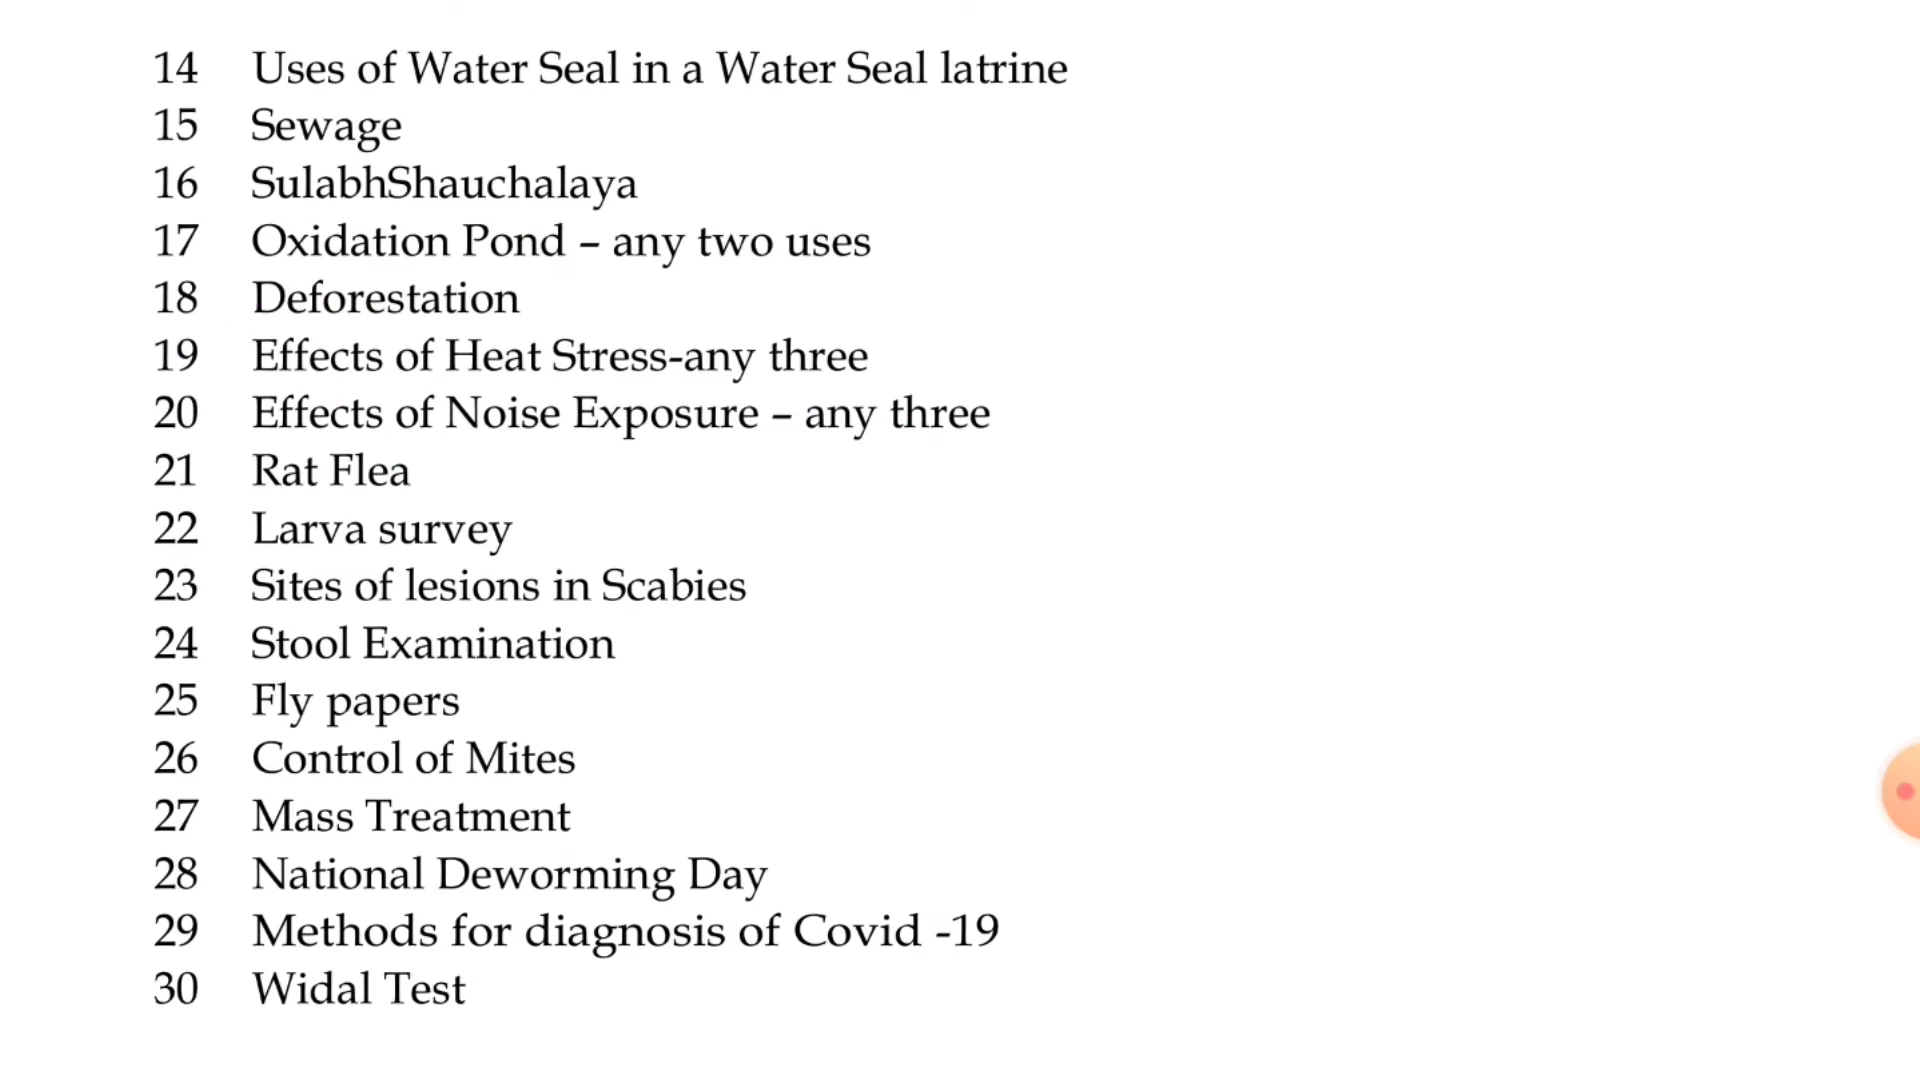 14 Uses of Water Seal in a Water Seal latrine
15 Sewage
16 SulabhShauchalaya
17 Oxidation Pond – any two uses
18 Deforestation
19 Effects of Heat Stress-any three
20 Effects of Noise Exposure – any three
21 Rat Flea
22 Larva survey
23 Sites of lesions in Scabies
24 Stool Examination
25 Fly papers
26 Control of Mites
27 Mass Treatment
28 National Deworming Day
29 Methods for diagnosis of Covid -19
30 Widal Test